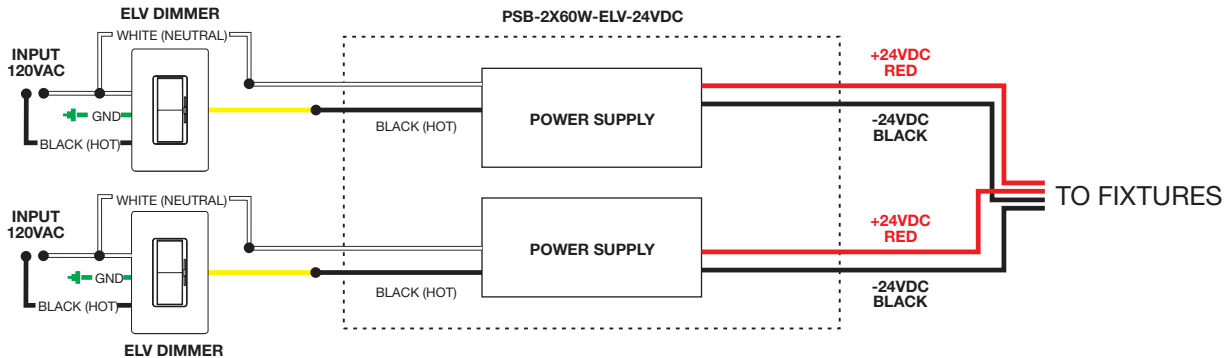 ELV DIMMER
PSB-2X60W-ELV-24VDC
WHITE (NEUTRAL)
INPUT
120VAC
GND
BLACK (HOT)
BLACK (HOT)
POWER SUPPLY
+24VDC
RED
-24VDC
BLACK
WHITE (NEUTRAL)
INPUT
120VAC
GND
BLACK (HOT)
BLACK (HOT)
POWER SUPPLY
+24VDC
RED
-24VDC
BLACK
TO FIXTURES
ELV DIMMER